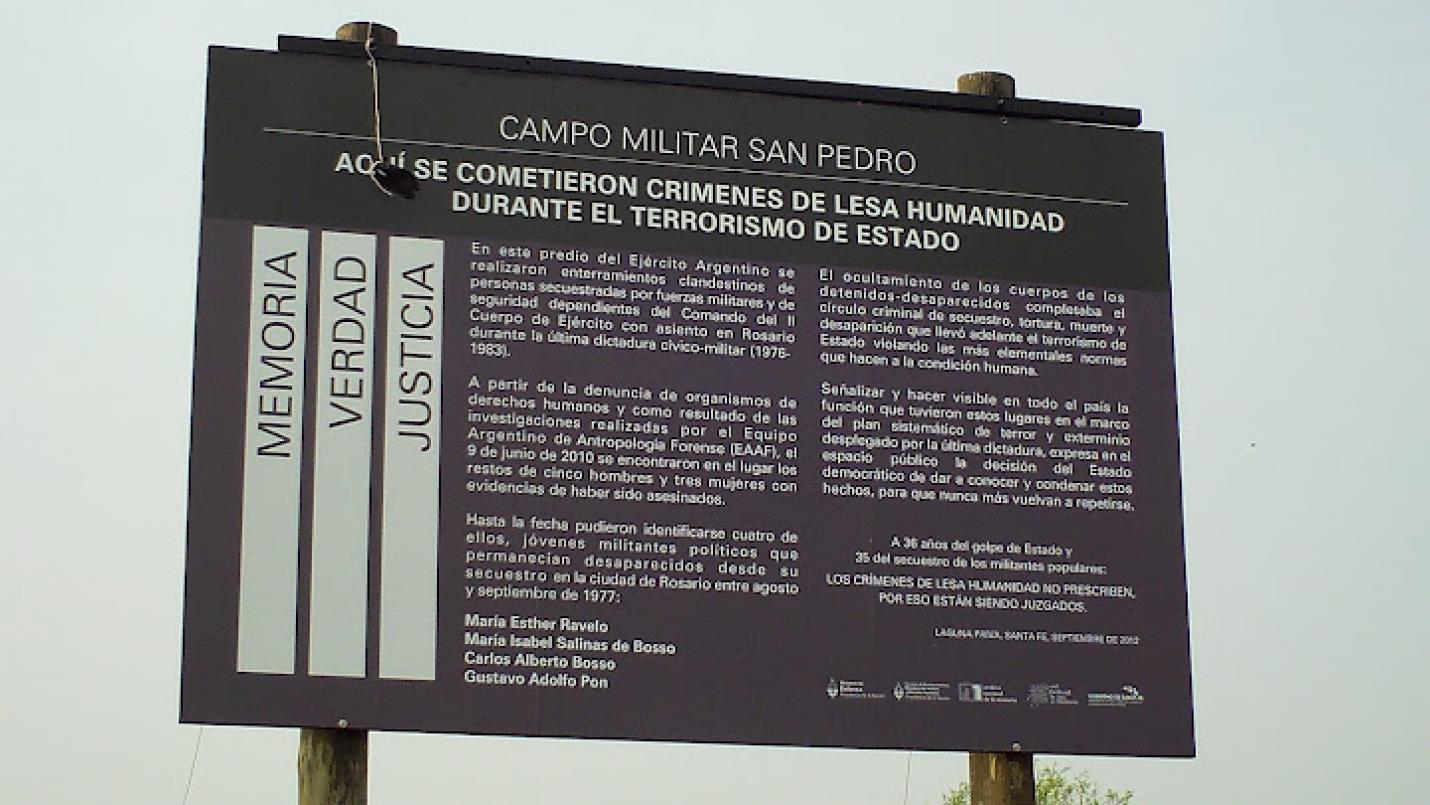 CAMPO MILITAR SAN PEDRO
AQUÍ SE COMETIERON CRIMENES DE LESA HUMANIDAD
DURANTE EL TERRORISMO DE ESTADO
MEMORIA
VERDAD
JUSTICIA
En este predio del Ejército Argentino se
realizaron enterramientos clandestinos de
personas secuestradas por fuerzas militares y de
seguridad dependientes del Comando del II
Cuerpo de Ejército con asiento en Rosario
durante la última dictadura cívico-militar (1976-
1983).
A partir de la denuncia de organismos de
derechos humanos y como resultado de las
investigaciones realizadas por el Equipo
Argentino de Antropología Forense (EAAF), el
9 de junio de 2010 se encontraron en el lugar los
restos de cinco hombres y tres mujeres con
evidencias de haber sido asesinados.
Hasta la fecha pudieron identificarse cuatro de
ellos, jóvenes militantes políticos que
permanecían desaparecidos desde su
secuestro en la ciudad de Rosario entre agosto
y septiembre de 1977:
María Esther Ravelo
María Isabel Salinas de Bosso
Carlos Alberto Bosso
Gustavo Adolfo Pon
El ocultamiento de los cuerpos de los
detenidos-desaparecidos completaba el
círculo criminal de secuestro, tortura, muerte y
desaparición que llevó adelante el terrorismo de
Estado violando las más elementales normas
que hacen a la condición humana.
Señalizar y hacer visible en todo el país la
función que tuvieron estos lugares en el marco
del plan sistemático de terror y exterminio
desplegado por la última dictadura, expresa en el
espacio público la decisión del Estado
democrático de dar a conocer y condenar estos
hechos, para que nunca más vuelvan a repetirse.
A 36 años del golpe de Estado y
35 del secuestro de los militantes populares:
LOS CRÍMENES DE LESA HUMANIDAD NO PRESCRIBEN,
POR ESO ESTÁN SIENDO JUZGADOS.
LAGUNA PAIVA, SANTA FE, SEPTIEMBRE DE 2012